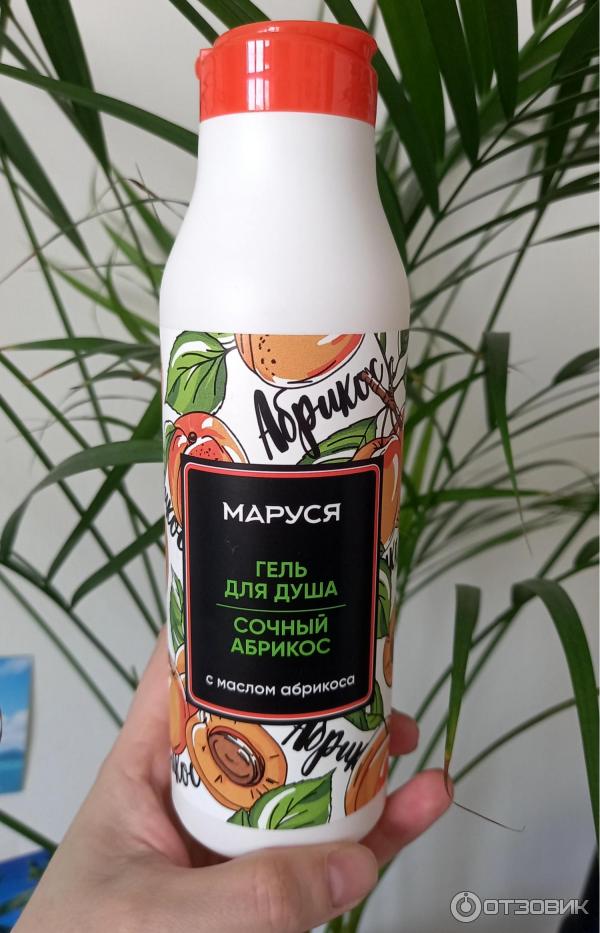 Абрикос
МАРУСЯ
ГЕЛЬ
ДЛЯ ДУША
СОЧНЫЙ
АБРИКОС
с маслом абрикоса
ОТЗОВИК